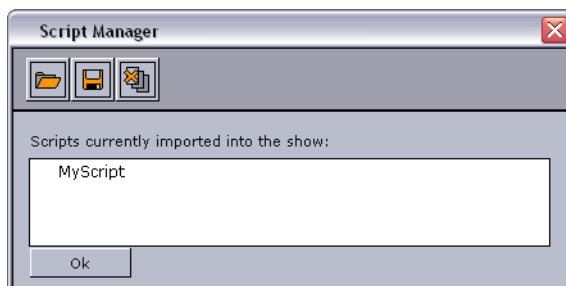 Script Manager
Scripts currently imported into the show:
MyScript
Ok